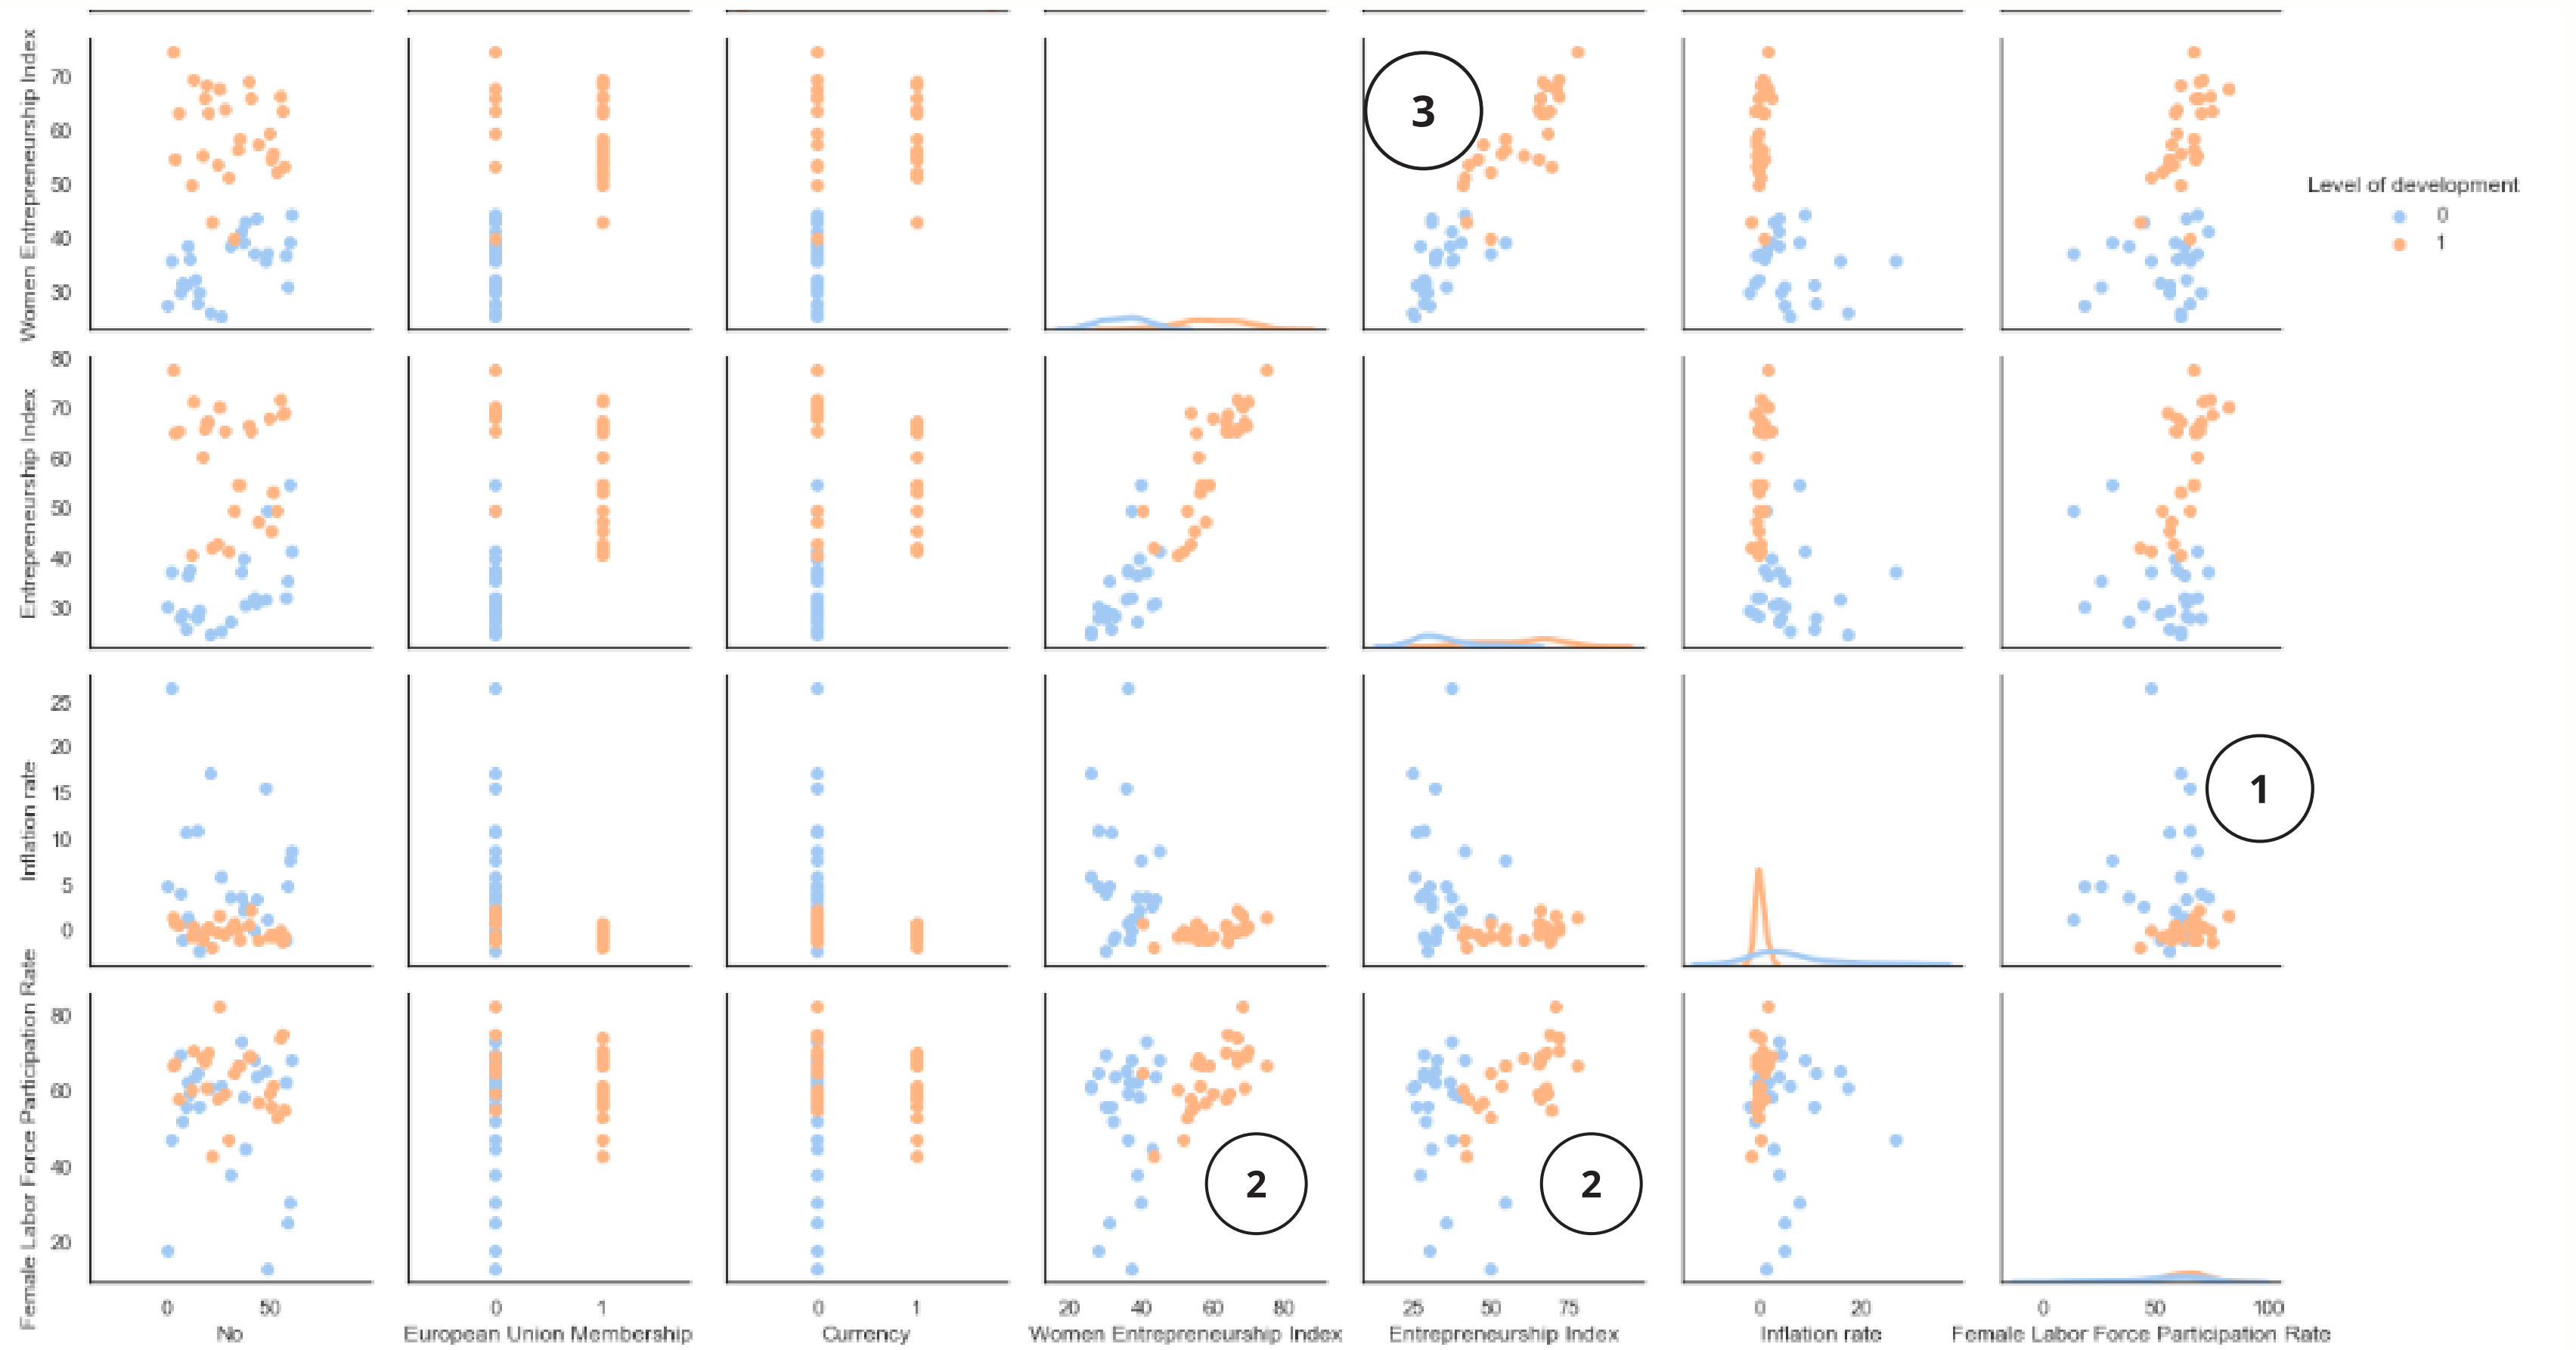 Women Entrepreneurship Index
70
60
50
40
30
3
Level of development
0
1
Entrepreneurship Index
80
70
60
50
40
30
Inflation rate
25
20
15
10
5
0
1
Female Labor Force Participation Rate
80
60
40
20
2
2
0 50
0 1
0 1
20 40 60 80
25 50 75
0 20
0 50 100
No
European Union Membership
Currency
Women Entrepreneurship Index
Entrepreneurship Index
Inflation rate
Female Labor Force Participation Rate